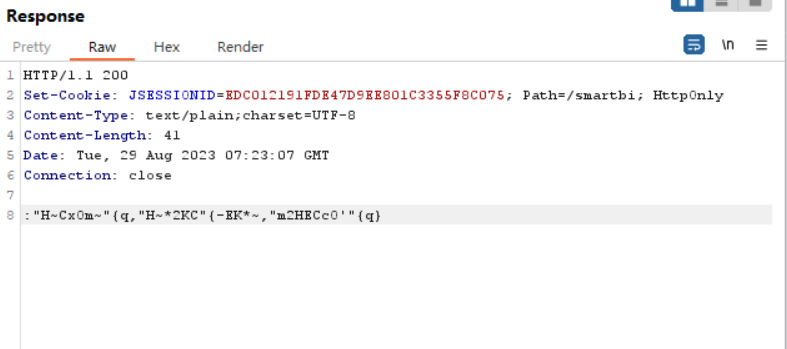 Response
Pretty Raw Hex Render \n
1 HTTP/1.1 200
2 Set-Cookie: JSESSIONID=EDC012191FDE47D9EE801C3355F8C075; Path=/smartbi; HttpOnly
3 Content-Type: text/plain;charset=UTF-8
4 Content-Length: 41
5 Date: Tue, 29 Aug 2023 07:23:07 GMT
6 Connection: close
7
8 :"H~Cx0m~"{q,"H~*2KC"{-EK*~,"m2HECc0'"{q}